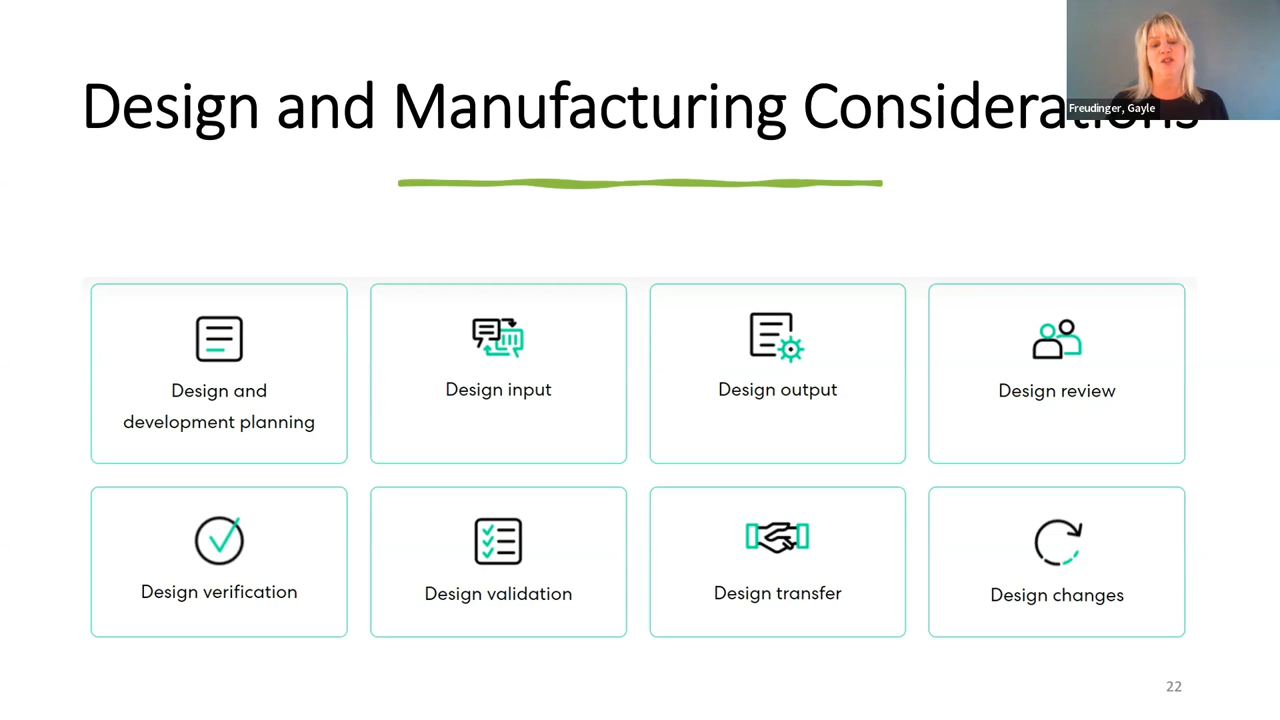 Design and Manufacturing Considerations
Freudinger, Gayle
Design and
development planning
Design input
Design output
Design review
Design verification
Design validation
Design transfer
Design changes
22